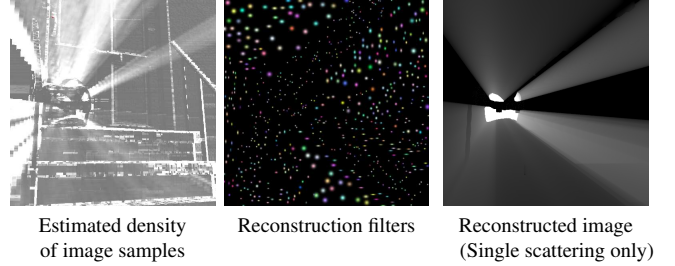 Estimated density
of image samples
Reconstruction filters
Reconstructed image
(Single scattering only)